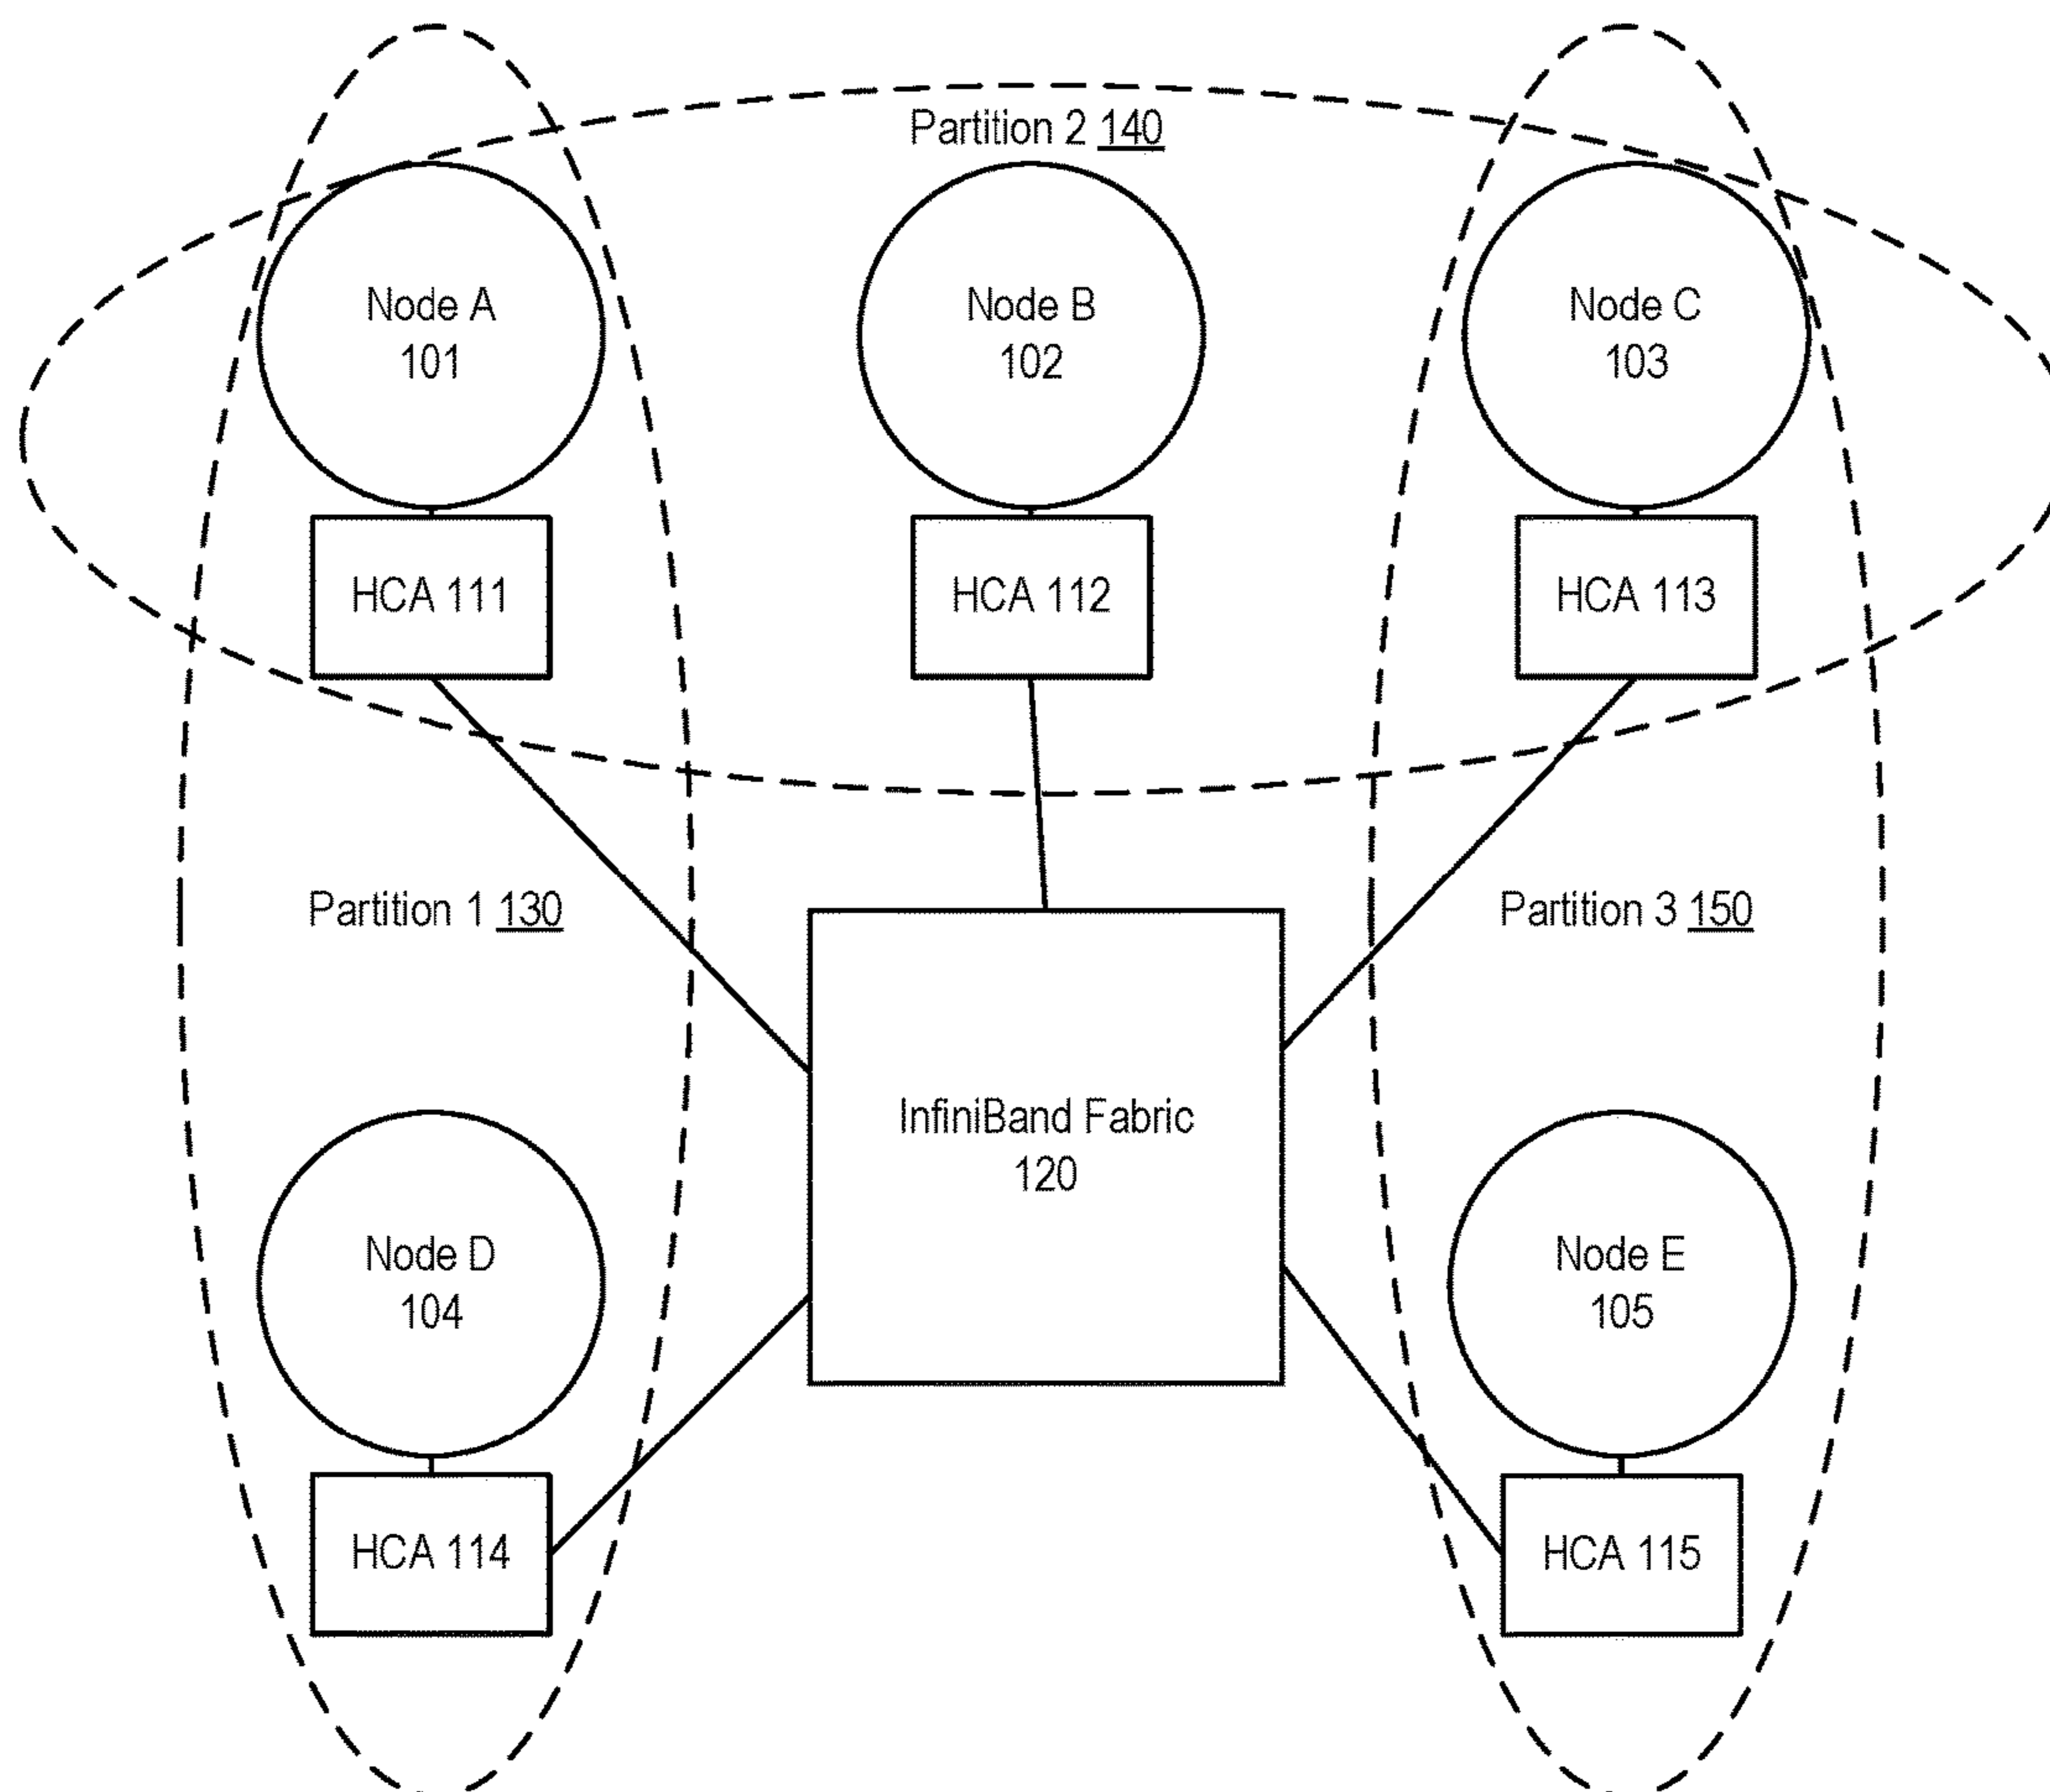 Partition 2 140
Node A
101
Node B
102
Node C
103
HCA 111
HCA 112
HCA 113
Partition 1 130
Partition 3 150
InfiniBand Fabric
120
Node D
104
Node E
105
HCA 114
HCA 115